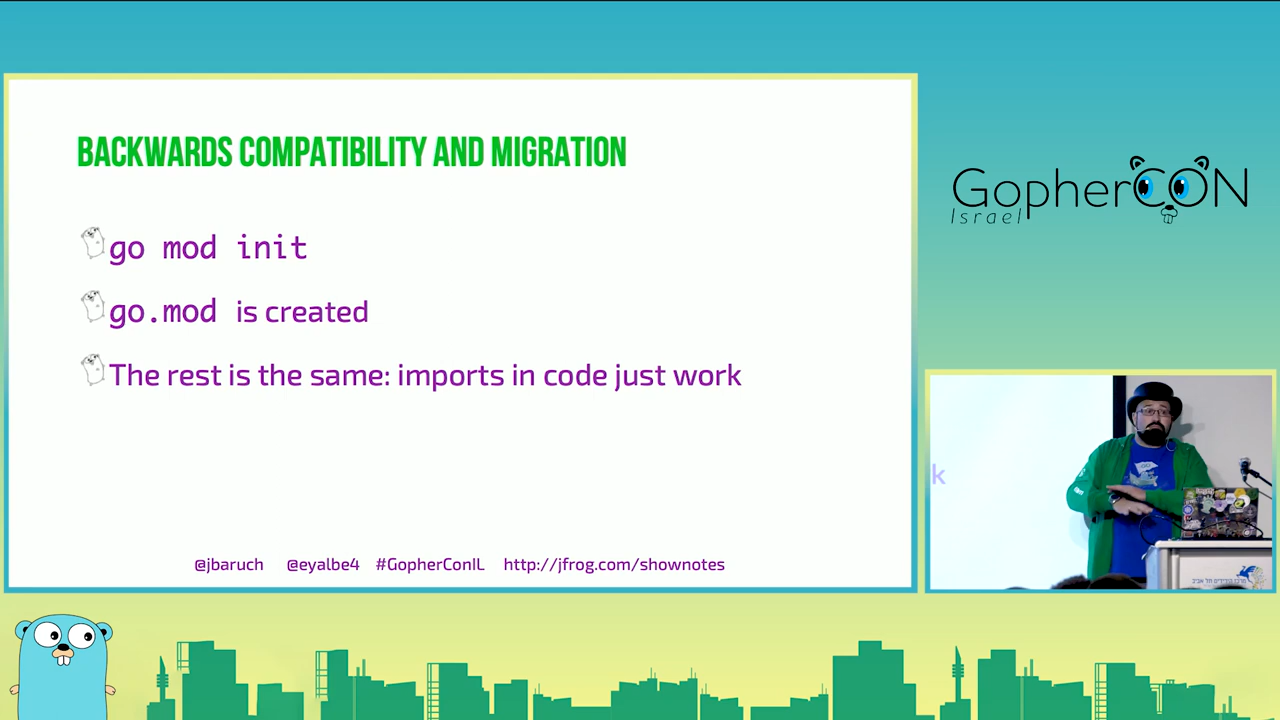 BACKWARDS COMPATIBILITY AND MIGRATION
go mod init
go.mod is created
The rest is the same: imports in code just work
@jbaruch @eyalbe4 #GopherConIL http://jfrog.com/shownotes
GopherCON
Israel
k